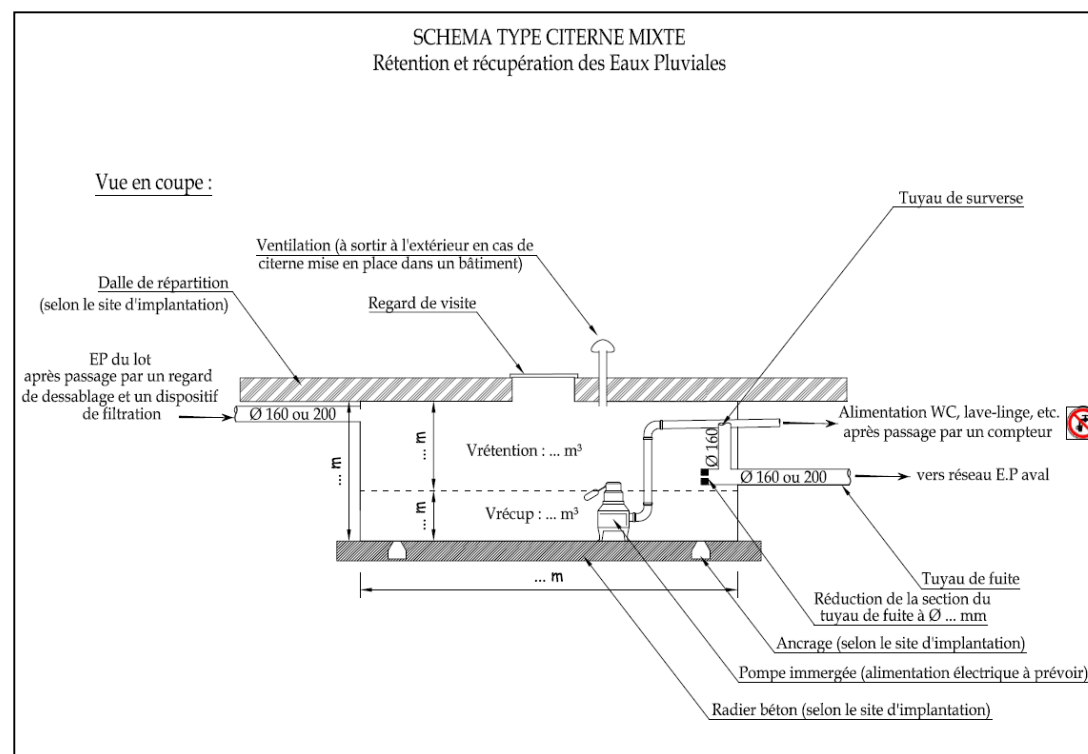 SCHEMA TYPE CITERNE MIXTE
Rétention et récupération des Eaux Pluviales
Vue en coupe :
Tuyau de surverse
Ventilation (à sortir à l'extérieur en cas de
citerne mise en place dans un bâtiment)
Dalle de répartition
(selon le site d'implantation)
Regard de visite
EP du lot
après passage par un regard
de dessablage et un dispositif
de filtration
Ø 160 ou 200
Alimentation WC, lave-linge, etc.
après passage par un compteur
... m
... m
Vrétention : ... m³
Ø 160
Ø 160 ou 200
vers réseau E.P aval
... m
Vrécup : ... m³
... m
Tuyau de fuite
Réduction de la section du
tuyau de fuite à Ø ... mm
Ancrage (selon le site d'implantation)
Pompe immergée (alimentation électrique à prévoir)
Radier béton (selon le site d'implantation)